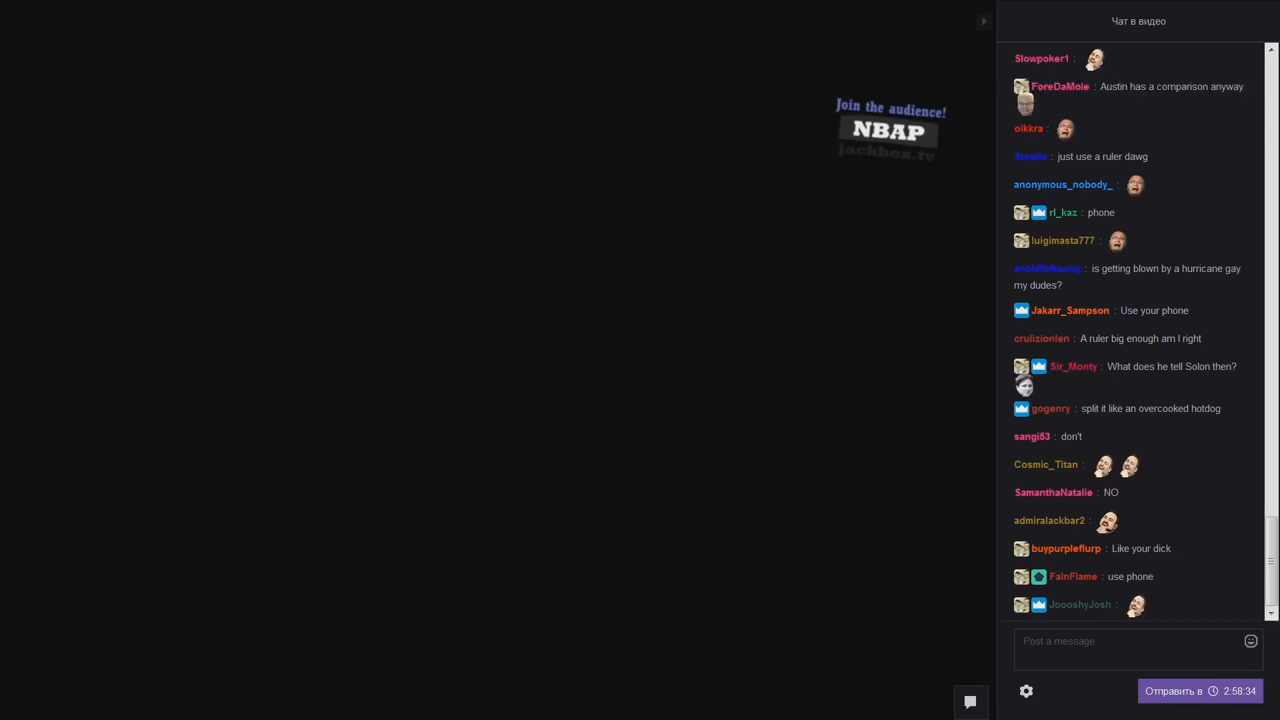 Чат в видео
Join the audience!
NBAP
jackbox.tv
Slowpoker1 :
ForeDaMole : Austin has a comparison anyway
oikkra :
: just use a ruler dawg
anonymous_nobody_ :
rl_kaz : phone
luigimasta777 :
: is getting blown by a hurricane gay
my dudes?
Jakarr_Sampson : Use your phone
crulizionlen : A ruler big enough am I right
Sir_Monty : What does he tell Solon then?
gogenry : split it like an overcooked hotdog
sangi53 : don't
Cosmic_Titan :
SamanthaNatalie : NO
admiralackbar2 :
buypurpleflurp : Like your dick
FainFlame : use phone
JoooshyJosh :
Post a message
Отправить в 2:58:34